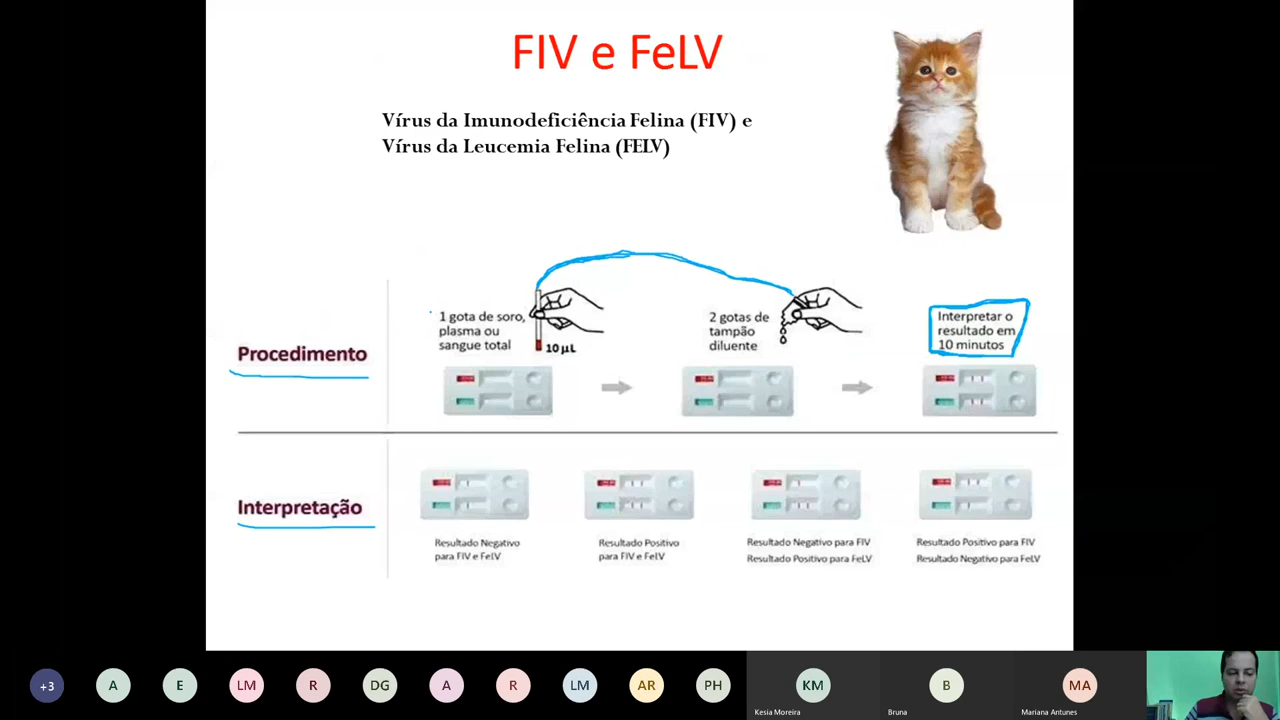 FIV e FeLV
Vírus da Imunodeficiência Felina (FIV) e
Vírus da Leucemia Felina (FELV)
Procedimento
1 gota de soro,
plasma ou
sangue total
10 µL
2 gotas de
tampão
diluente
Interpretar o
resultado em
10 minutos
Interpretação
Resultado Negativo
para FIV e FeLV
Resultado Positivo
para FIV e FeLV
Resultado Negativo para FIV
Resultado Positivo para FeLV
Resultado Positivo para FIV
Resultado Negativo para FeLV
+3
A
E
LM
R
DG
A
R
LM
AR
PH
KM
Kesia Moreira
B
Bruna
MA
Mariana Antunes